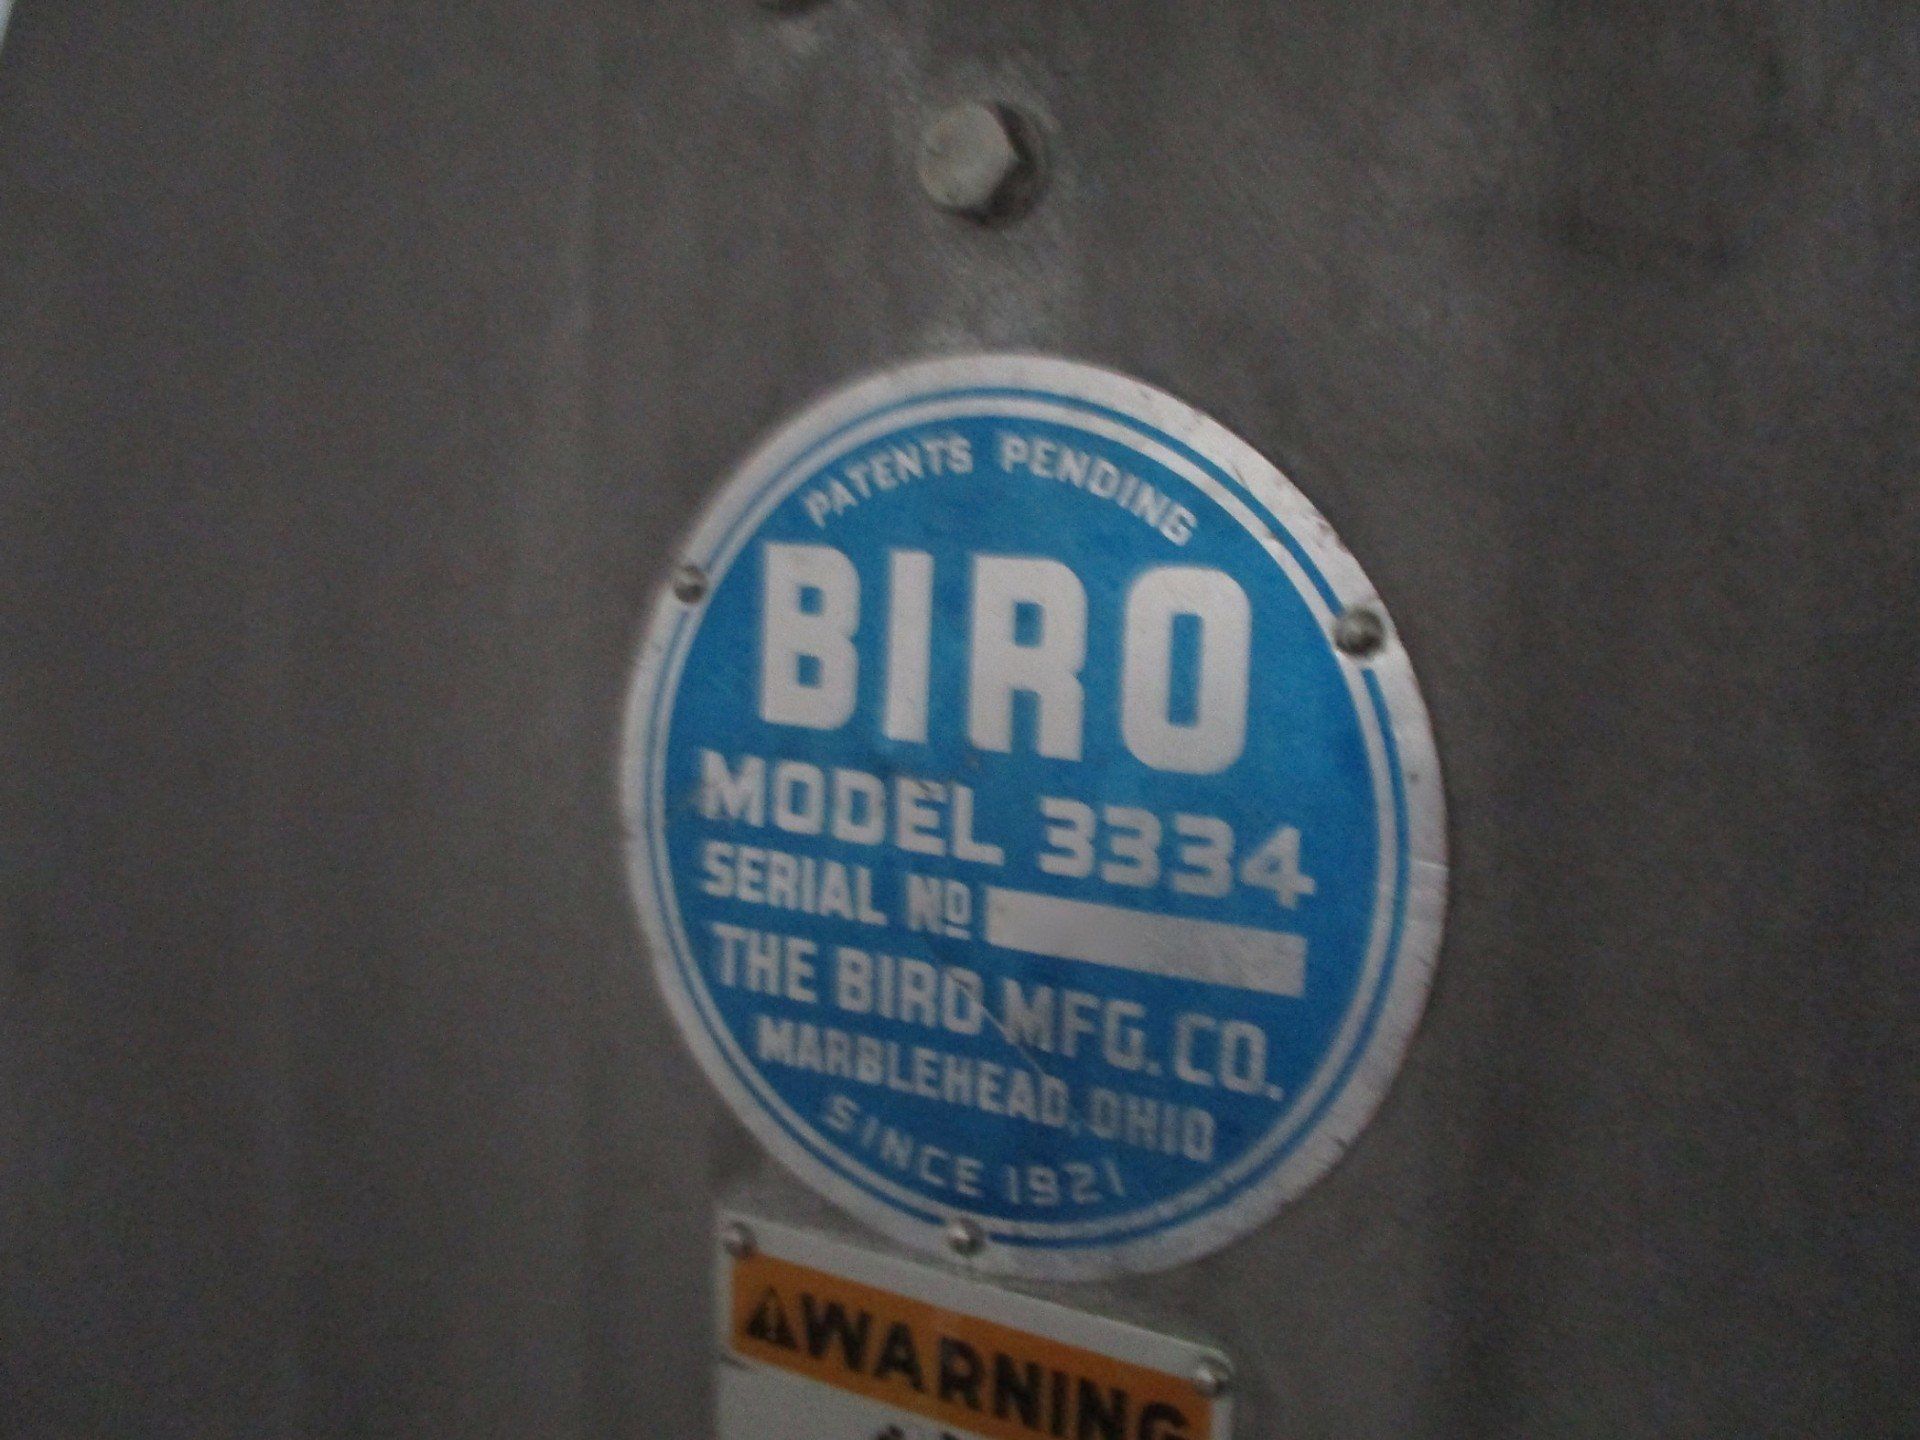 PATENTS PENDING
BIRO
MODEL 3334
SERIAL NO
THE BIRO MFG. CO.
MARBLEHEAD, OHIO
SINCE 1921
WARNING